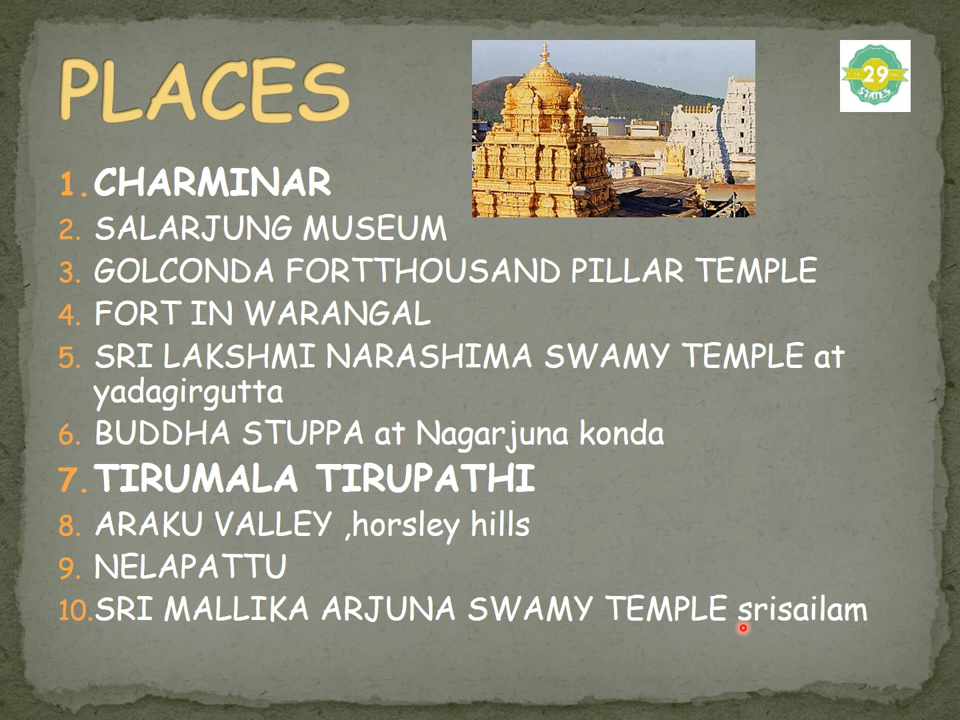 PLACES
29
STATES
1. CHARMINAR
2. SALARJUNG MUSEUM
3. GOLCONDA FORTTHOUSAND PILLAR TEMPLE
4. FORT IN WARANGAL
5. SRI LAKSHMI NARASHIMA SWAMY TEMPLE at
yadagirgutta
6. BUDDHA STUPPA at Nagarjuna konda
7. TIRUMALA TIRUPATHI
8. ARAKU VALLEY ,horsley hills
9. NELAPATTU
10. SRI MALLIKA ARJUNA SWAMY TEMPLE srisailam